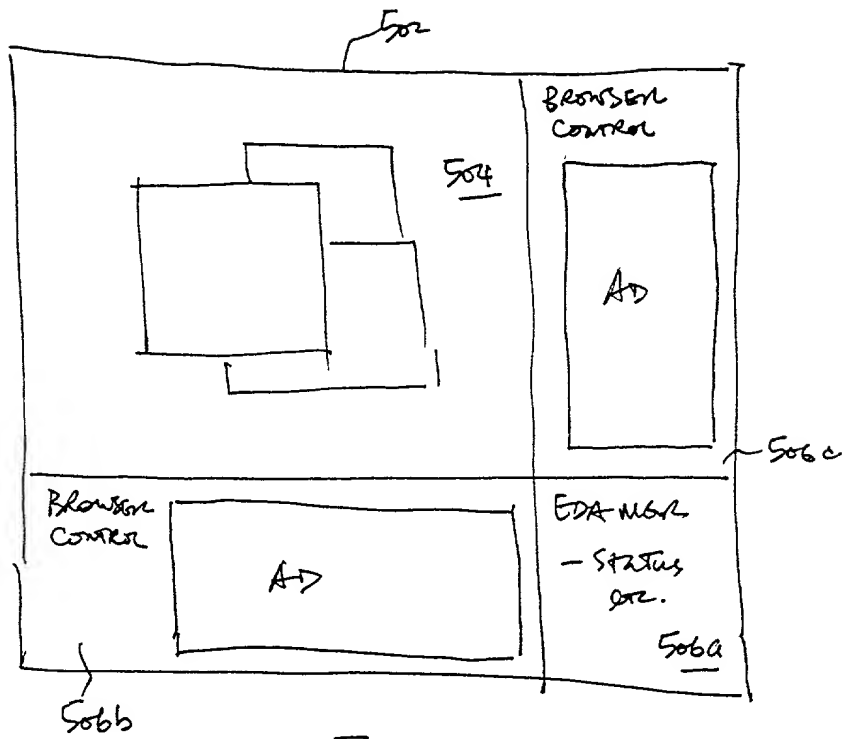 502
BROWSER
CONTROL
504
AD
506c
BROWSER
CONTROL
AD
EDA MGR
- STATUS
ETC.
506a
506b